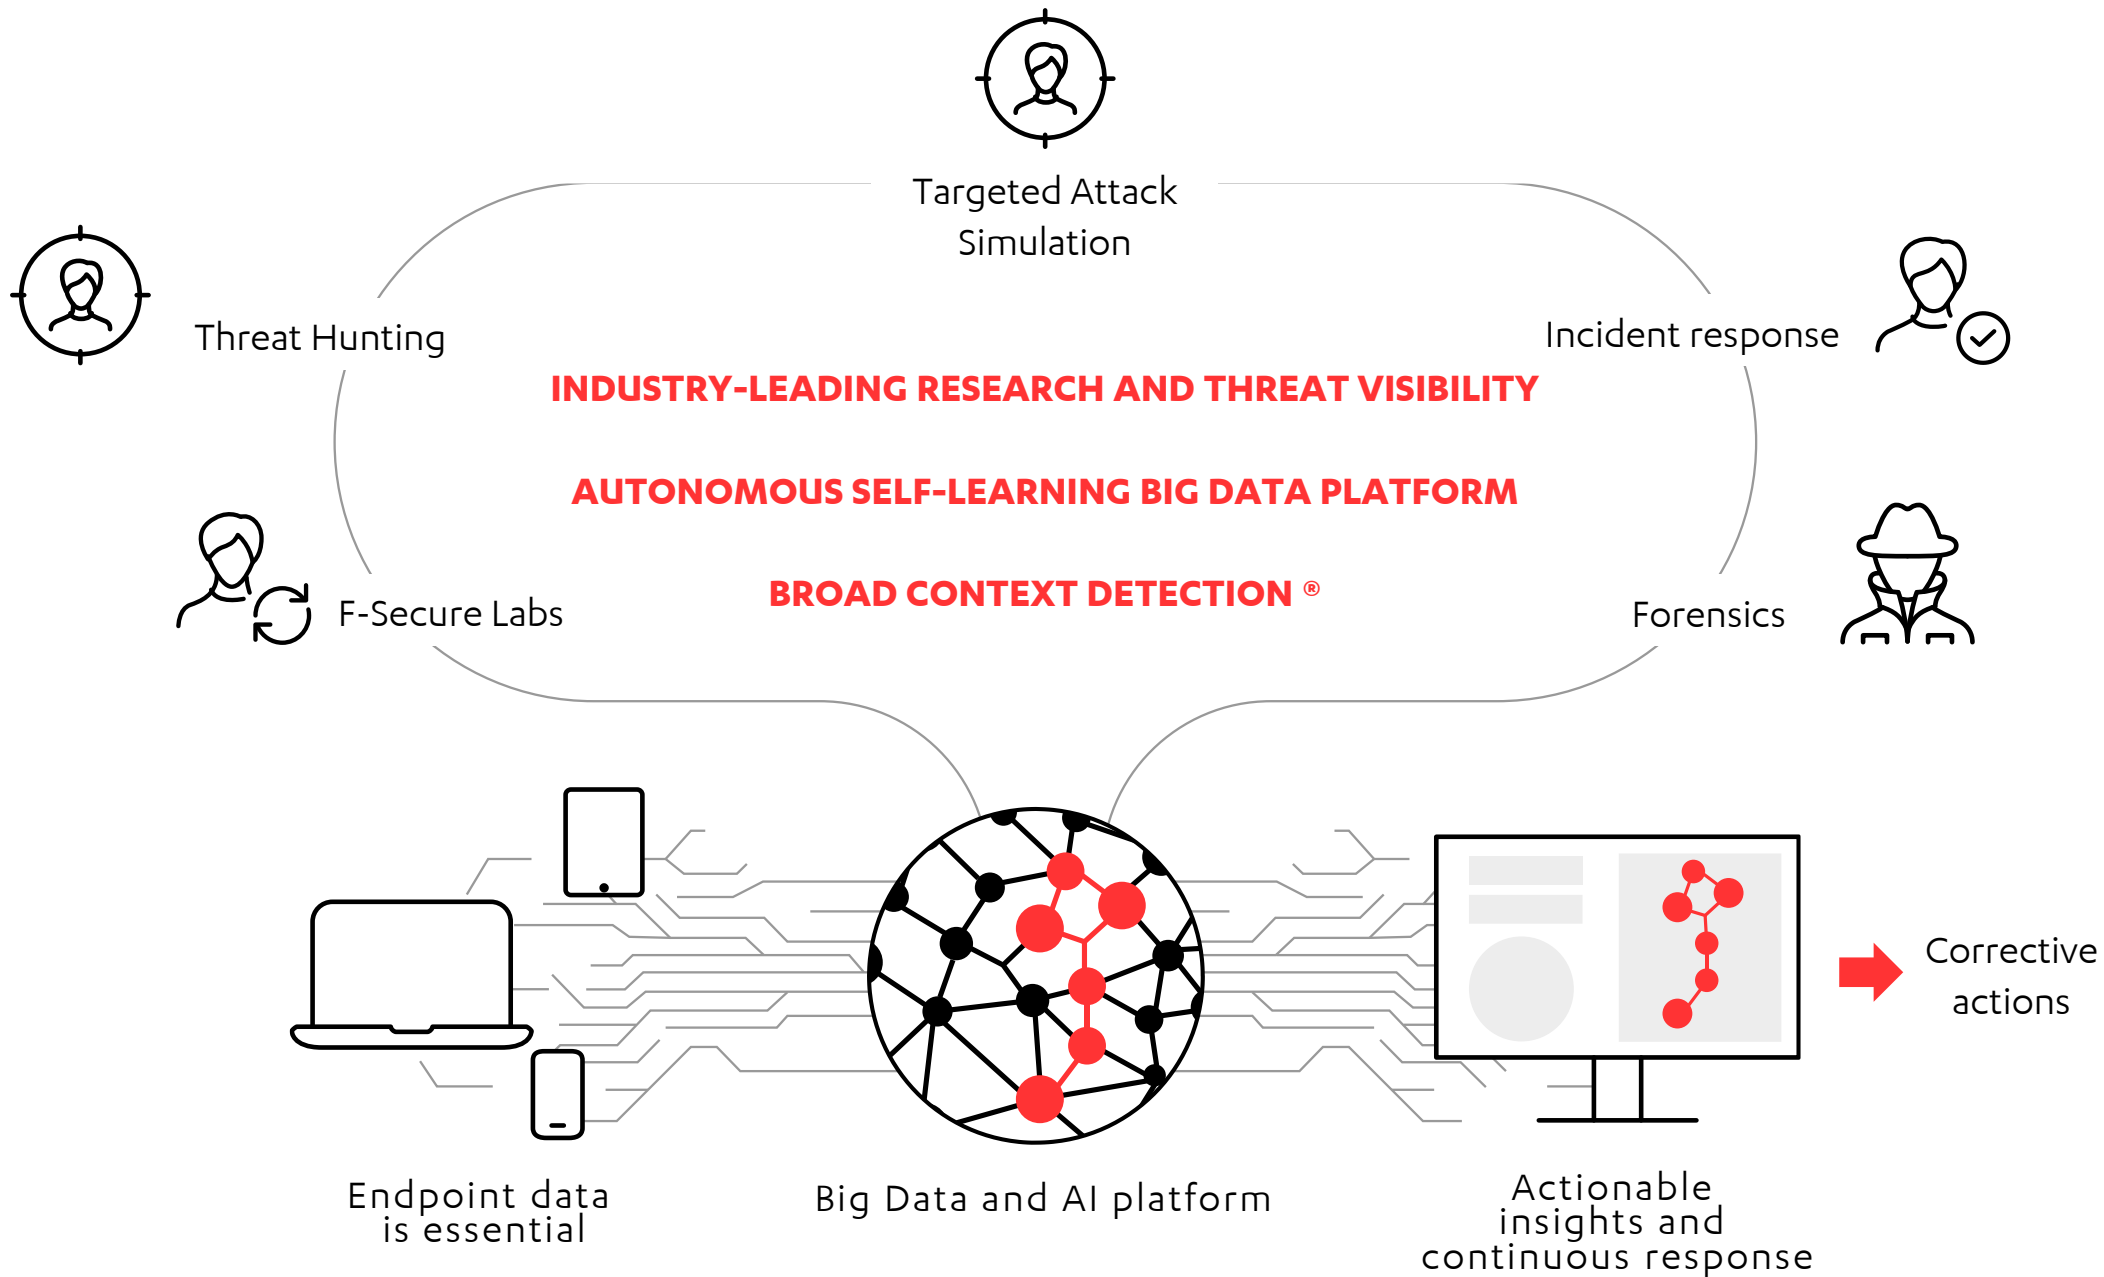 Targeted Attack
Simulation
Threat Hunting
Incident response
INDUSTRY-LEADING RESEARCH AND THREAT VISIBILITY
AUTONOMOUS SELF-LEARNING BIG DATA PLATFORM
BROAD CONTEXT DETECTION ®
F-Secure Labs
Forensics
Corrective
actions
Endpoint data
is essential
Big Data and AI platform
Actionable
insights and
continuous response